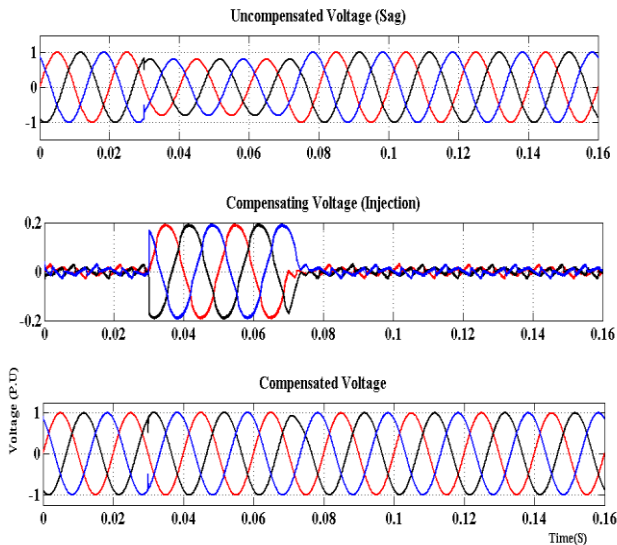 Uncompensated Voltage (Sag)
1
0
-1
0 0.02 0.04 0.06 0.08 0.1 0.12 0.14 0.16
Compensating Voltage (Injection)
0.2
0
-0.2
0 0.02 0.04 0.06 0.08 0.1 0.12 0.14 0.16
Compensated Voltage
Voltage (P.U)
1
0
-1
0 0.02 0.04 0.06 0.08 0.1 0.12 0.14 0.16
Time(S)